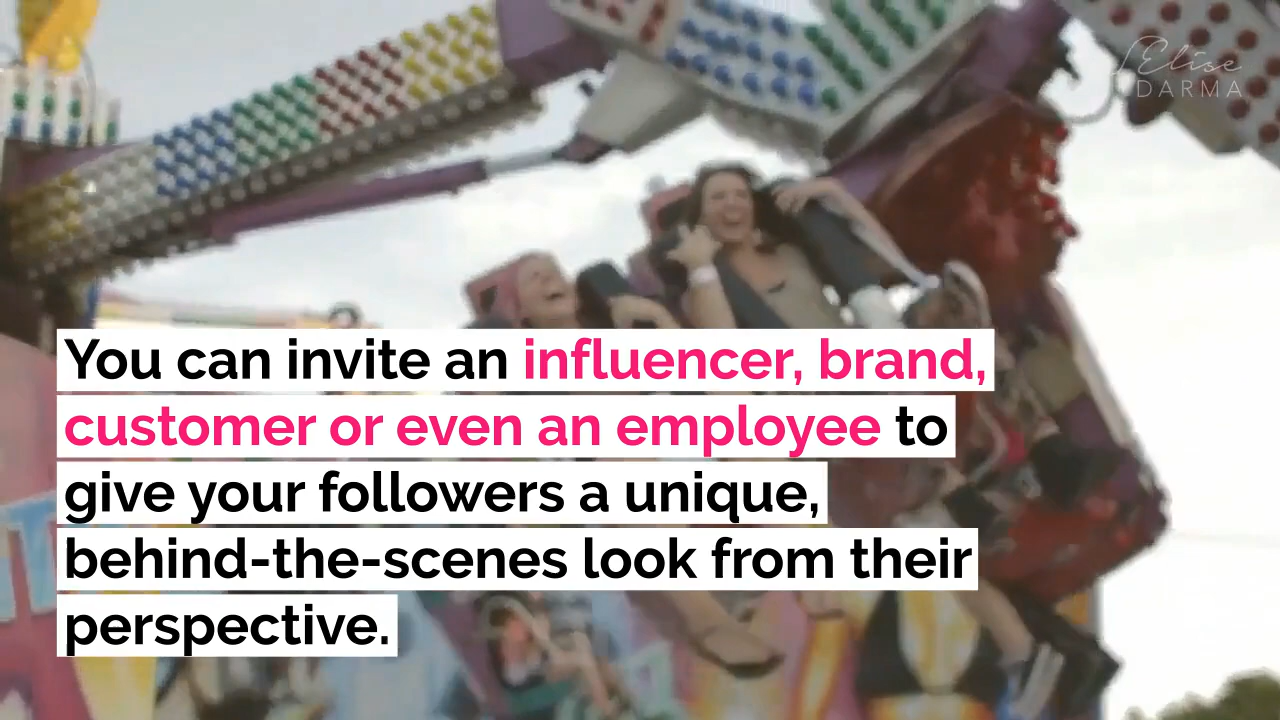 Elise
DARMA
You can invite an influencer, brand,
customer or even an employee to
give your followers a unique,
behind-the-scenes look from their
perspective.